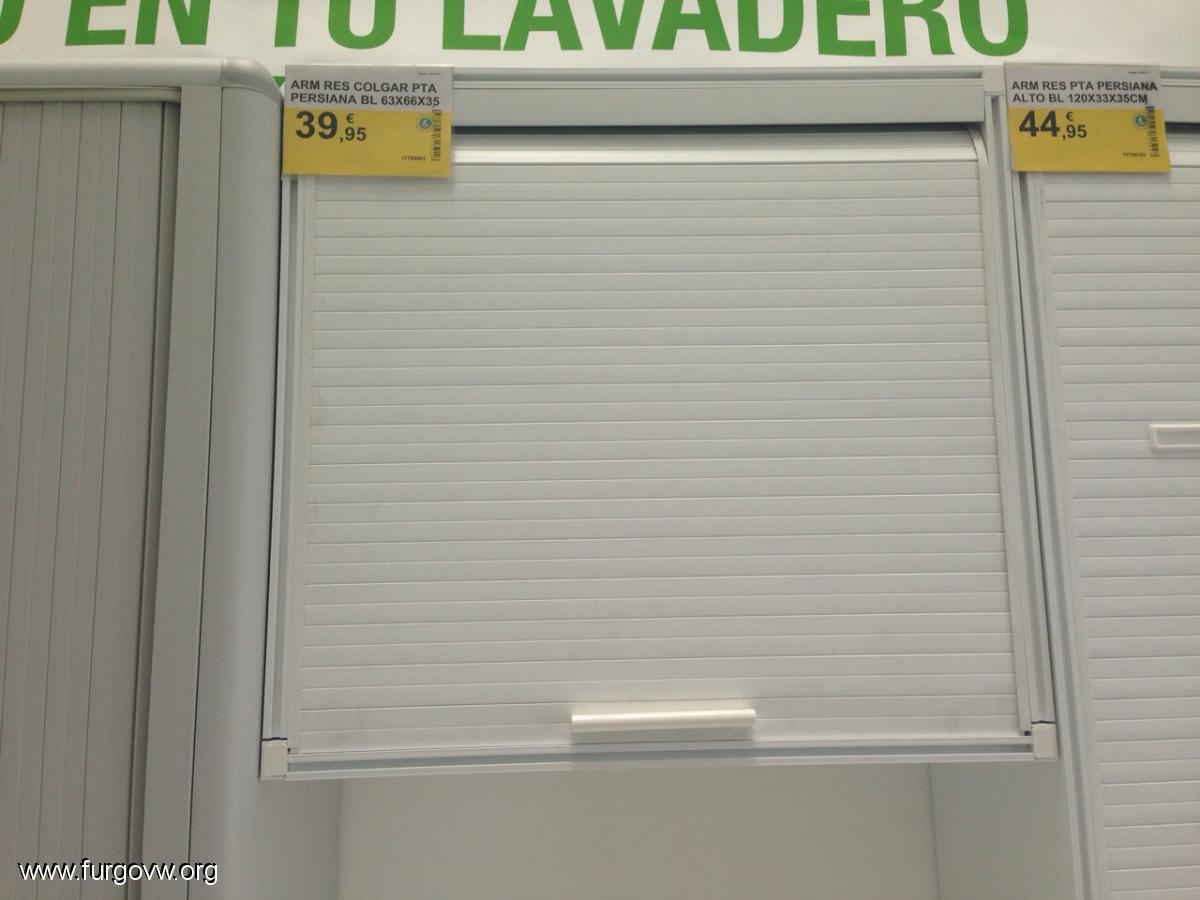 O EN TU LAVADERO
ARM RES COLGAR PTA
PERSIANA BL 63X66X35
39,95 €
ARM RES PTA PERSIANA
ALTO BL 120X33X35CM
44,95 €
www.furgovw.org